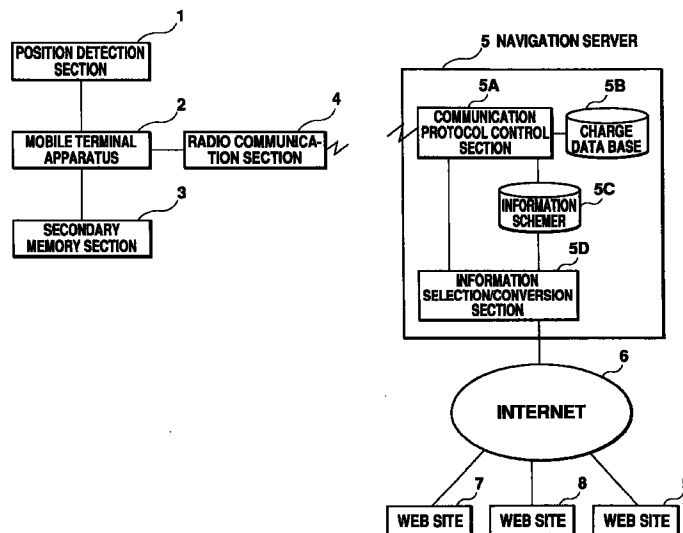 1
POSITION DETECTION
SECTION
2
MOBILE TERMINAL
APPARATUS
4
RADIO COMMUNICA-
TION SECTION
3
SECONDARY
MEMORY SECTION
5 NAVIGATION SERVER
5A
COMMUNICATION
PROTOCOL CONTROL
SECTION
5B
CHARGE
DATA BASE
INFORMATION
SCHEMER
5C
5D
INFORMATION
SELECTION/CONVERSION
SECTION
6
INTERNET
7
WEB SITE
8
WEB SITE
WEB SITE